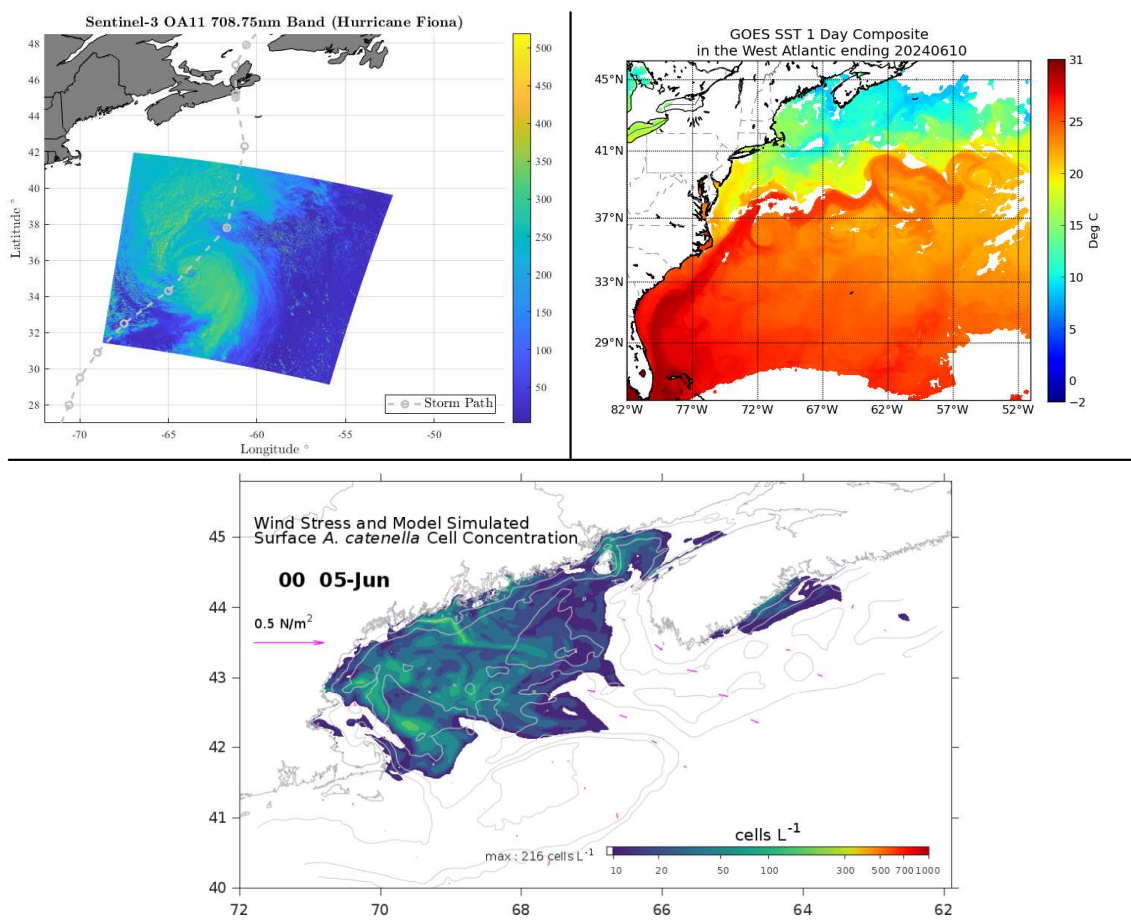 Sentinel-3 OA11 708.75nm Band (Hurricane Fiona)
48
46
44
42
40
38
36
34
32
30
28
Latitude °
-70
-65
-60
-55
-50
Longitude °
Storm Path
500
450
400
350
300
250
200
150
100
50
GOES SST 1 Day Composite
in the West Atlantic ending 20240610
45°N
41°N
37°N
33°N
29°N
82°W
77°W
72°W
67°W
62°W
57°W
52°W
31
25
20
15
10
5
0
−2
Deg C
Wind Stress and Model Simulated
Surface A. catenella Cell Concentration
00 05-Jun
0.5 N/m²
45
44
43
42
41
40
72
70
68
66
64
62
cells L⁻¹
max : 216 cells L⁻¹
10
20
50
100
300
500
700
1000